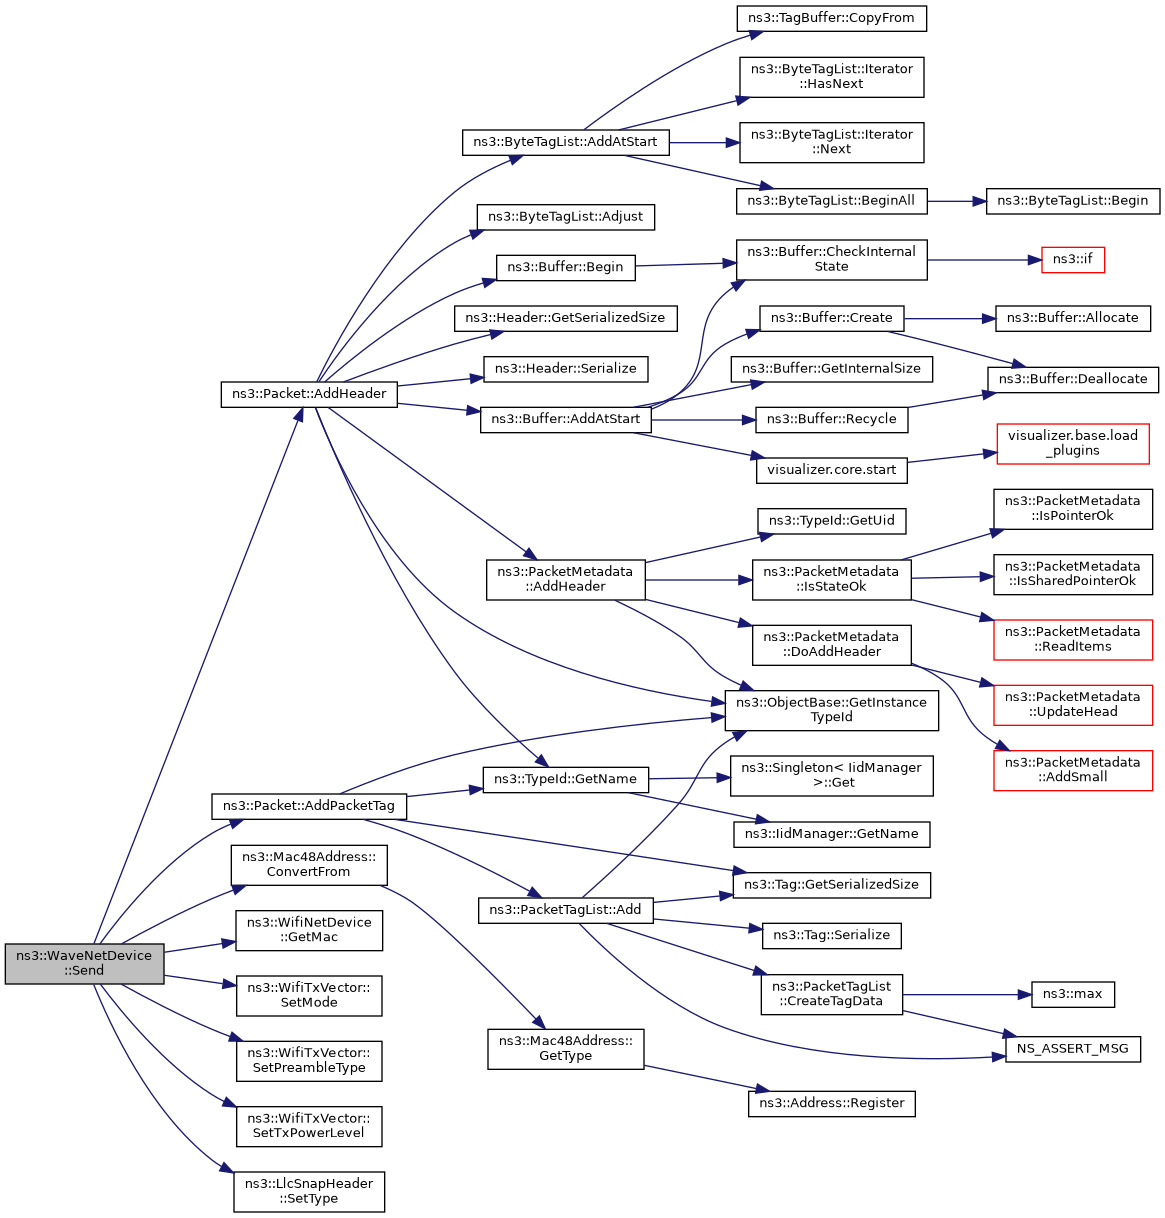 ns3::TagBuffer::CopyFrom
ns3::ByteTagList::Iterator
::HasNext
ns3::ByteTagList::AddAtStart
ns3::ByteTagList::Iterator
::Next
ns3::ByteTagList::BeginAll
ns3::ByteTagList::Begin
ns3::ByteTagList::Adjust
ns3::Buffer::Begin
ns3::Buffer::CheckInternal
State
ns3::if
ns3::Header::GetSerializedSize
ns3::Buffer::Create
ns3::Buffer::Allocate
ns3::Header::Serialize
ns3::Buffer::GetInternalSize
ns3::Buffer::Deallocate
ns3::Packet::AddHeader
ns3::Buffer::AddAtStart
ns3::Buffer::Recycle
visualizer.core.start
visualizer.base.load
_plugins
ns3::TypeId::GetUid
ns3::PacketMetadata
::IsPointerOk
ns3::PacketMetadata
::AddHeader
ns3::PacketMetadata
::IsStateOk
ns3::PacketMetadata
::IsSharedPointerOk
ns3::PacketMetadata
::DoAddHeader
ns3::PacketMetadata
::ReadItems
ns3::ObjectBase::GetInstance
TypeId
ns3::PacketMetadata
::UpdateHead
ns3::TypeId::GetName
ns3::Singleton< IidManager
>::Get
ns3::PacketMetadata
::AddSmall
ns3::Packet::AddPacketTag
ns3::IidManager::GetName
ns3::Mac48Address::
ConvertFrom
ns3::Tag::GetSerializedSize
ns3::PacketTagList::Add
ns3::WifiNetDevice
::GetMac
ns3::Tag::Serialize
ns3::WaveNetDevice
::Send
ns3::WifiTxVector::
SetMode
ns3::PacketTagList
::CreateTagData
ns3::max
ns3::WifiTxVector::
SetPreambleType
ns3::Mac48Address::
GetType
NS_ASSERT_MSG
ns3::WifiTxVector::
SetTxPowerLevel
ns3::Address::Register
ns3::LlcSnapHeader
::SetType